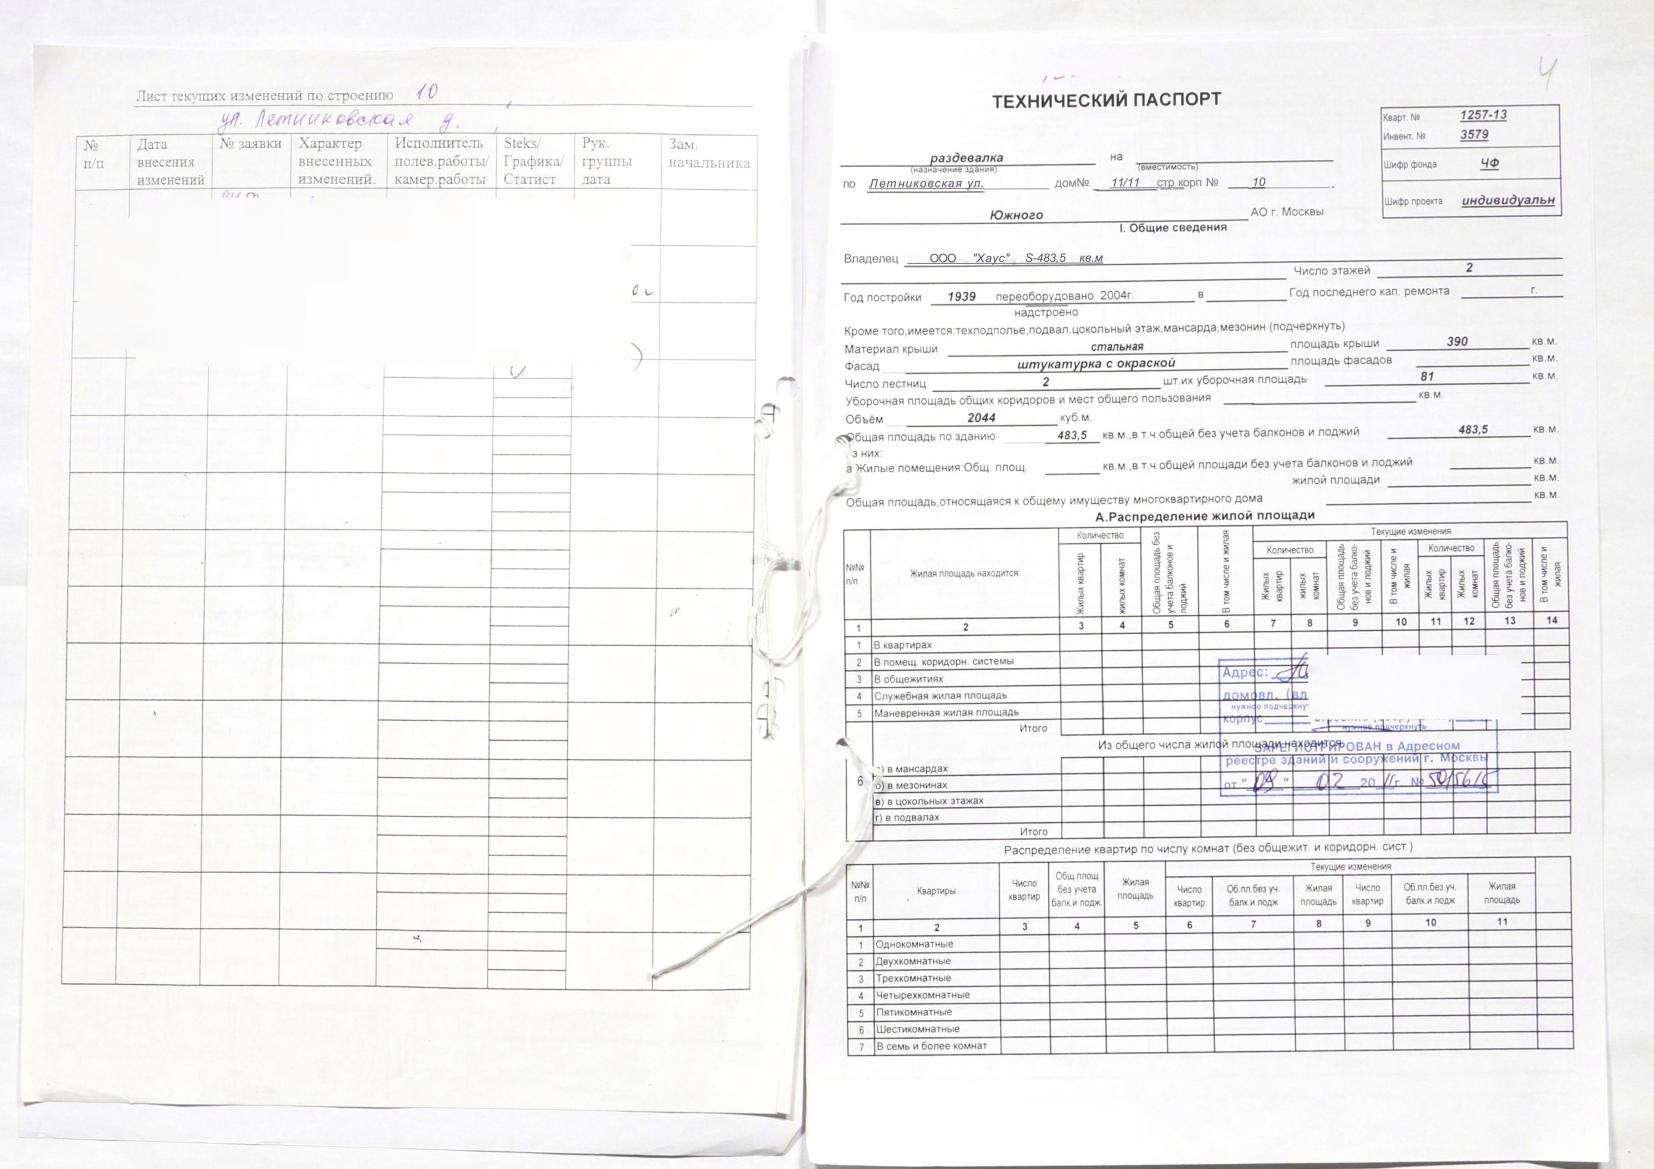 Лист текущих изменений по строению 10
ул. Летниковская д.
№ п/п
Дата внесения изменений
№ заявки
Характер внесенных изменений.
Исполнитель полев.работы/ камер.работы
Steks/ Графика/ Статист
Рук. группы дата
Зам. начальника
4
ТЕХНИЧЕСКИЙ ПАСПОРТ
Кварт. № 1257-13
Инвент. № 3579
Шифр фонда ЧФ
Шифр проекта индивидуальн
раздевалка на
(назначение здания) (вместимость)
по Летниковская ул. дом№ 11/11 стр корп № 10 .
Южного АО г. Москвы
I. Общие сведения
Владелец ООО "Хаус" S-483,5 кв.м
Число этажей 2
Год постройки 1939 переоборудовано 2004г. в Год последнего кап. ремонта г.
надстроено
Кроме того,имеется:техподполье,подвал,цокольный этаж,мансарда,мезонин (подчеркнуть)
Материал крыши стальная площадь крыши 390 кв.м.
Фасад штукатурка с окраской площадь фасадов кв.м.
Число лестниц 2 шт.их уборочная площадь 81 кв.м.
Уборочная площадь общих коридоров и мест общего пользования кв.м.
Объём 2044 куб.м.
Общая площадь по зданию 483,5 кв.м.,в т.ч.общей без учета балконов и лоджий 483,5 кв.м.
з них:
а Жилые помещения:Общ. площ. кв.м.,в т.ч.общей площади без учета балконов и лоджий кв.м.
жилой площади кв.м.
Общая площадь,относящаяся к общему имуществу многоквартирного дома кв.м.
А.Распределение жилой площади
№№ п/п
Жилая площадь находится:
Количество
Жилых квартир
жилых комнат
Общая площадь без учета балконов и лоджий
В том числе и жилая
Текущие изменения
Количество
Жилых квартир
жилых комнат
Общая площадь без учета балко-нов и лоджий
В том числе и жилая
Количество
Жилых квартир
Жилых комнат
Общая площадь без учета балко-нов и лоджий
В том числе и жилая
1 2 3 4 5 6 7 8 9 10 11 12 13 14
1 В квартирах
2 В помещ. коридорн. системы
3 В общежитиях
4 Служебная жилая площадь
5 Маневренная жилая площадь
Итого
Адрес:
домовл. (вл
нужное подчеркну
корпус
нужное подчеркнуть
ЗАРЕГИСТРИРОВАН в Адресном
реестре зданий и сооружений г. Москвы
от " 09 " 02 20 11г. №
Из общего числа жилой площади находится
6
а) в мансардах
б) в мезонинах
в) в цокольных этажах
г) в подвалах
Итого
Распределение квартир по числу комнат (без общежит. и коридорн. сист.)
№№ п/п
Квартиры
Число квартир
Общ.площ без учета балк.и лодж.
Жилая площадь
Текущие изменения
Число квартир
Об.пл.без уч. балк.и лодж
Жилая площадь
Число квартир
Об.пл.без уч. балк.и лодж.
Жилая площадь
1 2 3 4 5 6 7 8 9 10 11
1 Однокомнатные
2 Двухкомнатные
3 Трехкомнатные
4 Четырехкомнатные
5 Пятикомнатные
6 Шестикомнатные
7 В семь и более комнат